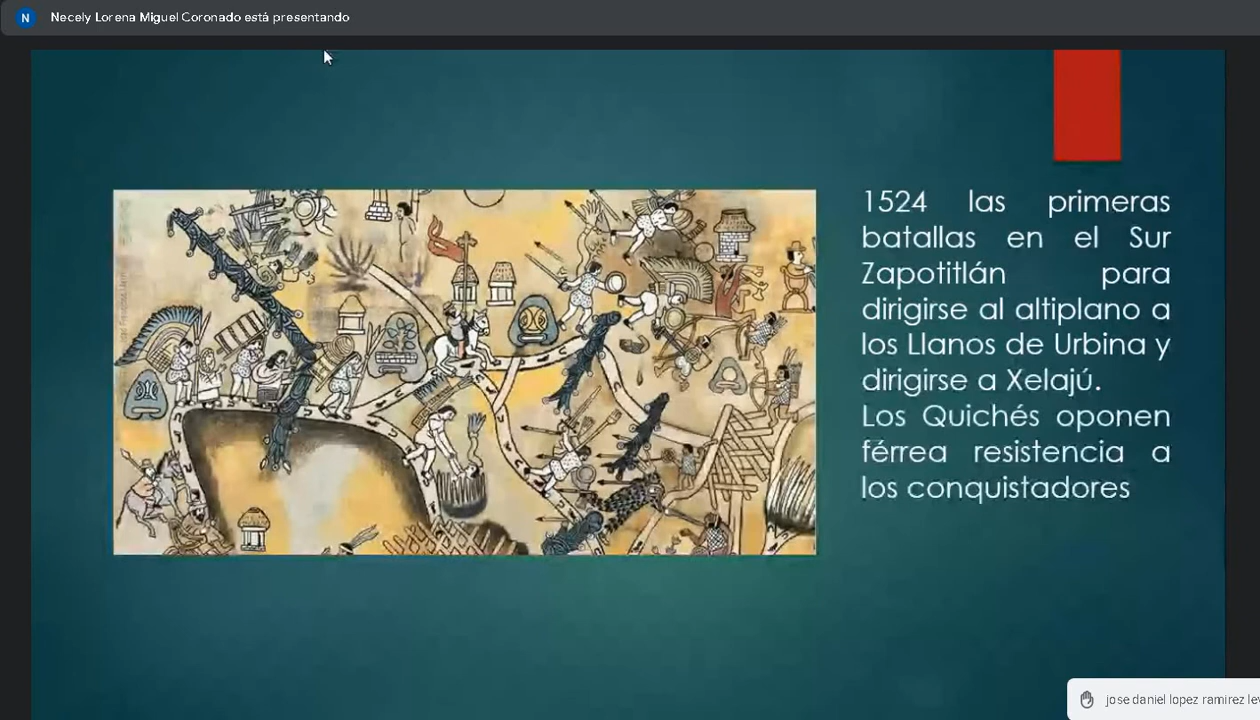 N Necely Lorena Miguel Coronado está presentando
1524 las primeras
batallas en el Sur
Zapotitlán para
dirigirse al altiplano a
los Llanos de Urbina y
dirigirse a Xelajú.
Los Quichés oponen
férrea resistencia a
los conquistadores
jose daniel lopez ramirez lev